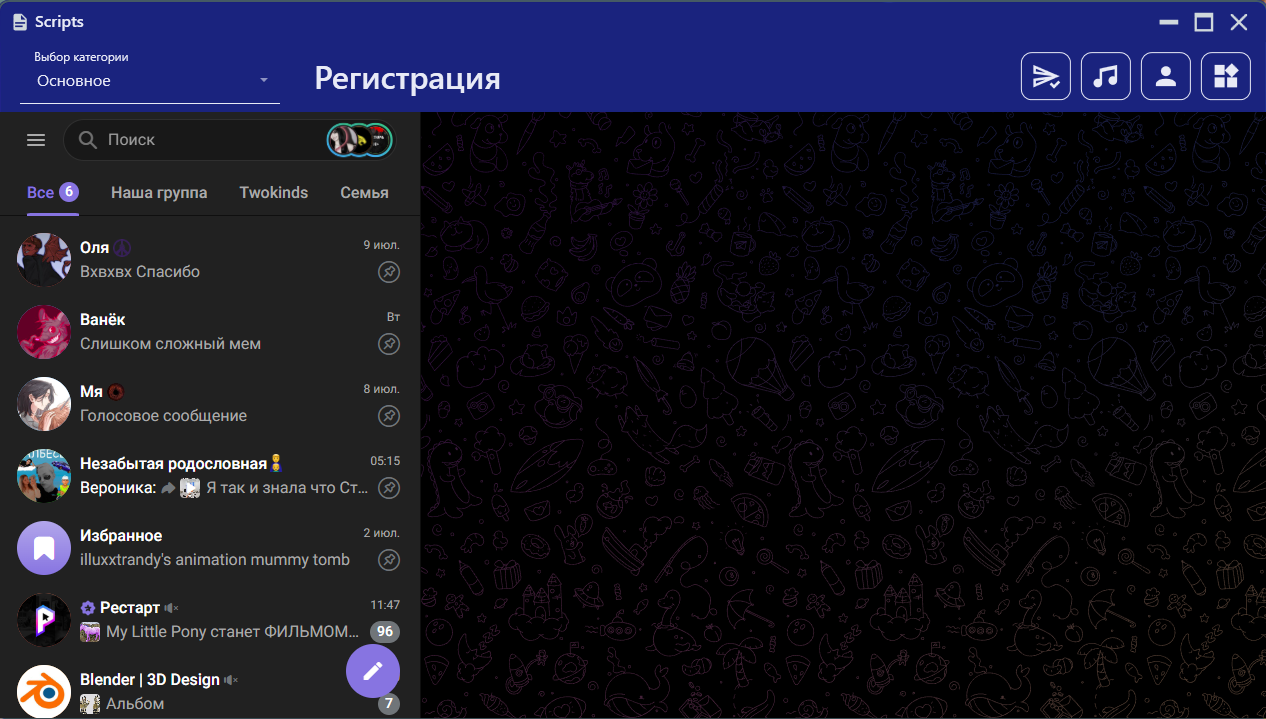 Scripts
Выбор категории
Основное
Регистрация
Поиск
Все 6 Наша группа Twokinds Семья
Оля 9 июл.
Вхвхвх Спасибо
Ванёк Вт
Слишком сложный мем
Мя 8 июл.
Голосовое сообщение
Незабытая родословная 05:15
Вероника: Я так и знала что Ст...
Избранное 2 июл.
illuxxtrandy's animation mummy tomb
Рестарт 11:47
My Little Pony станет ФИЛЬМОМ... 96
Blender | 3D Design
Альбом 7